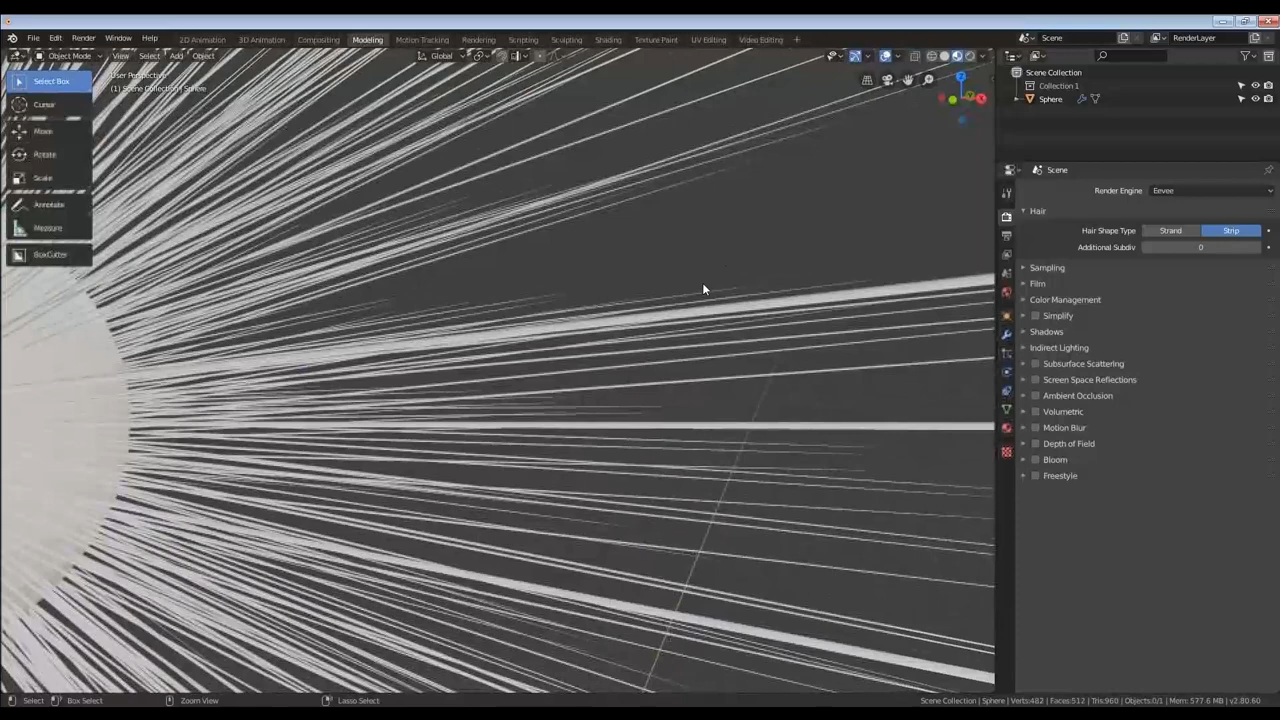 File Edit Render Window Help
2D Animation 3D Animation Compositing Modeling Motion Tracking Rendering Scripting Sculpting Shading Texture Paint UV Editing Video Editing +
Scene RenderLayer
Object Mode View Select Add Object Global
User Perspective
(1) Scene Collection | Sphere
Select Box
Cursor
Move
Rotate
Scale
Annotate
Measure
BoxCutter
Scene Collection
Collection 1
Sphere
Scene
Render Engine Eevee
Hair
Hair Shape Type Strand Strip
Additional Subdiv 0
Sampling
Film
Color Management
Simplify
Shadows
Indirect Lighting
Subsurface Scattering
Screen Space Reflections
Ambient Occlusion
Volumetric
Motion Blur
Depth of Field
Bloom
Freestyle
Select Box Select Zoom View Lasso Select Scene Collection | Sphere | Verts:482 | Faces:512 | Tris:960 | Objects:0/1 | Mem: 577.6 MB | v2.80.60